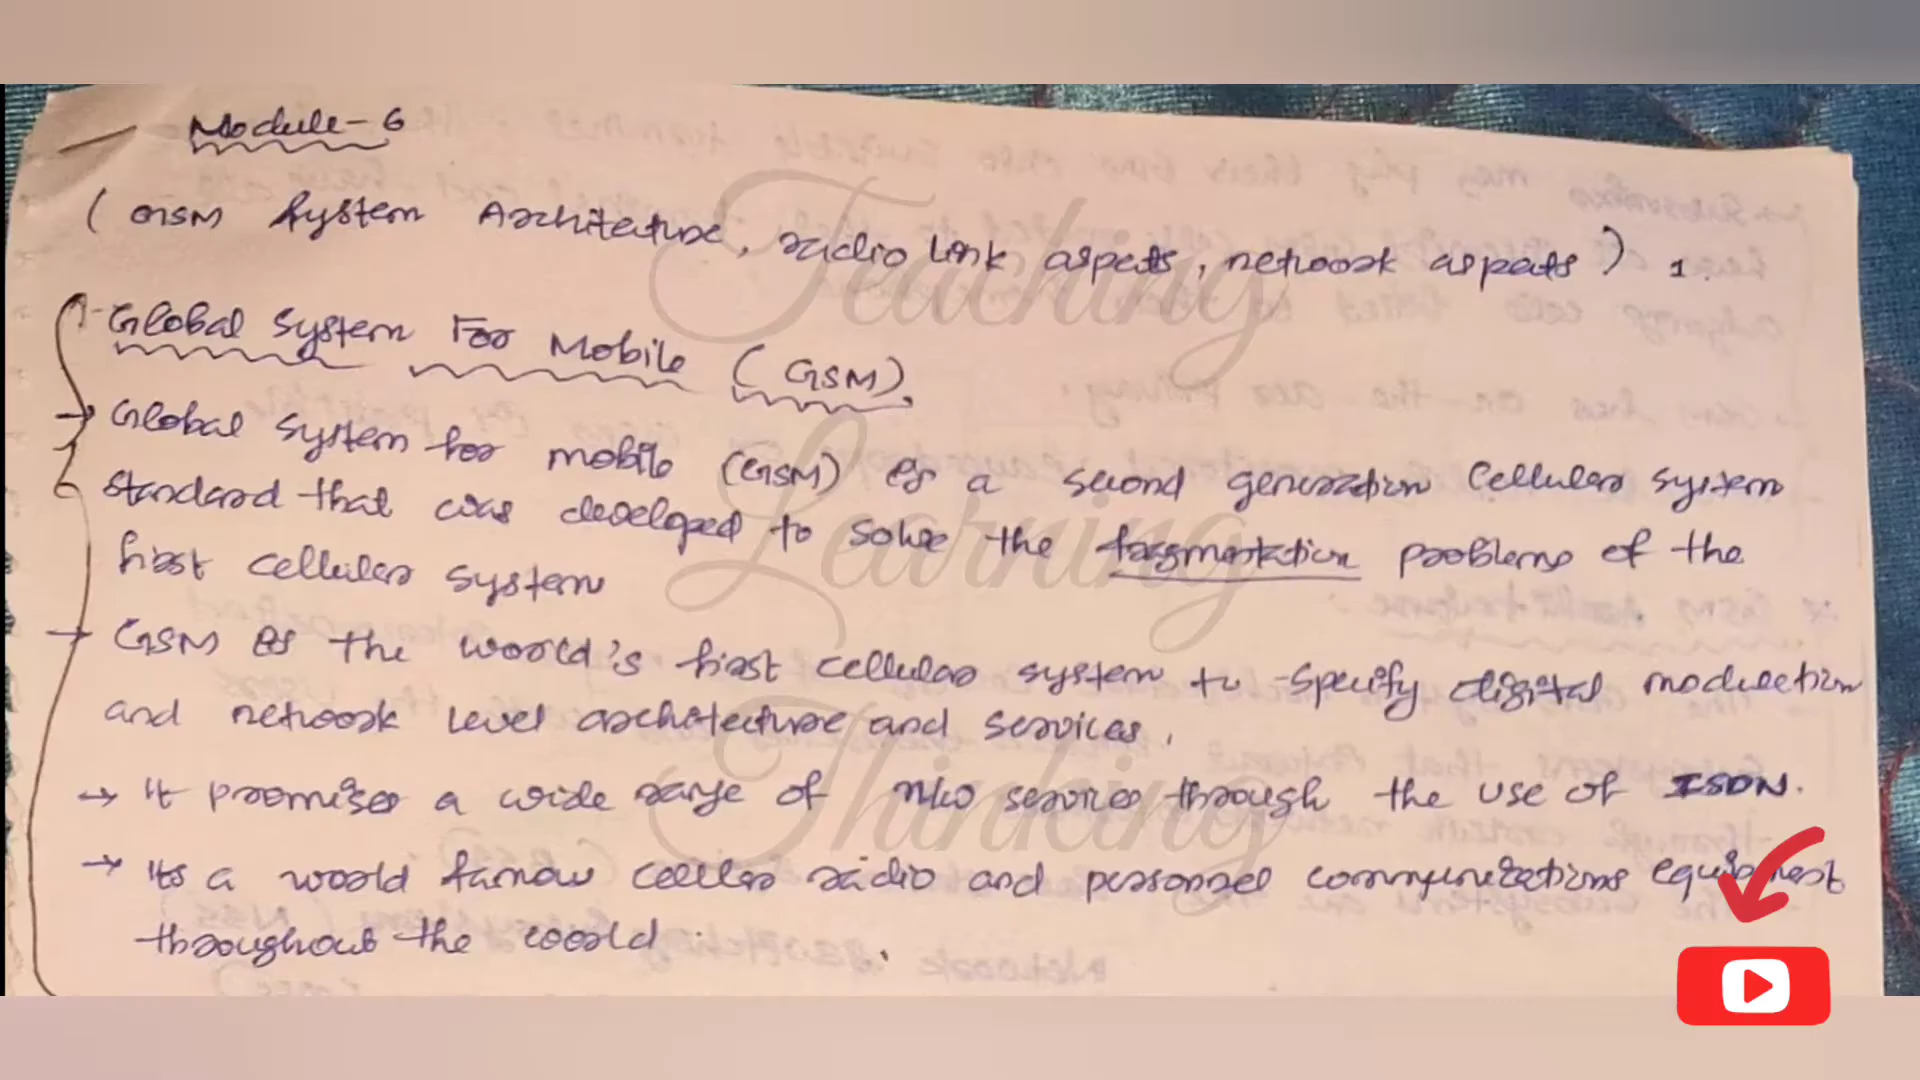 Module-6
(GSM System Architecture, radio link aspects, network aspects) 1.
Global System For Mobile (GSM).
→ Global System for mobile (GSM) is a second generation Cellular System
standard that was developed to solve the fragmentation problems of the
first cellular system
→ GSM is the world's first cellular system to specify digital modulation
and network level architecture and services.
→ It promises a wide range of n/w services through the use of ISDN.
→ Its a world famous cellular radio and personnel communications equipment
throughout the world.
Teaching
Learning
Thinking